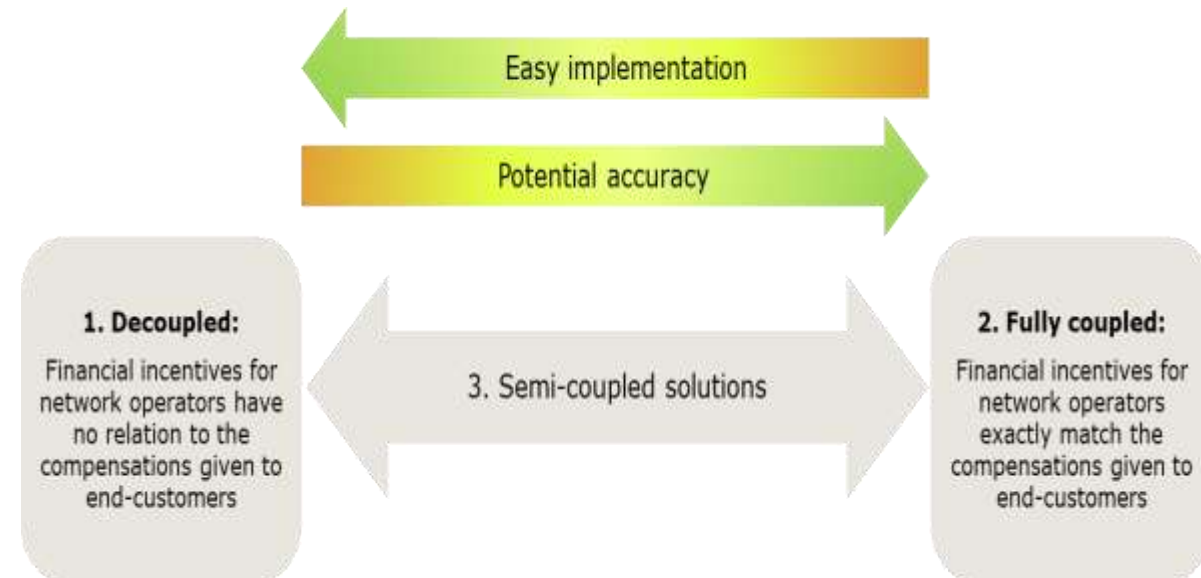 Easy implementation
Potential accuracy
1. Decoupled:
Financial incentives for
network operators have
no relation to the
compensations given to
end-customers
3. Semi-coupled solutions
2. Fully coupled:
Financial incentives for
network operators
exactly match the
compensations given to
end-customers